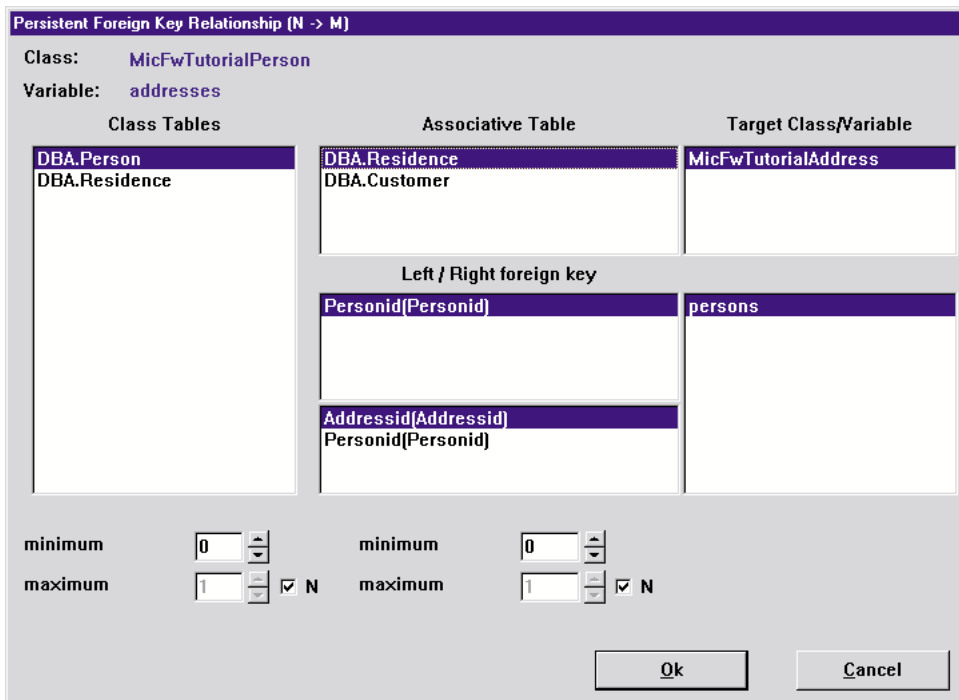 Persistent Foreign Key Relationship (N -> M)
Class: MicFwTutorialPerson
Variable: addresses
Class Tables Associative Table Target Class/Variable
DBA.Person DBA.Residence MicFwTutorialAddress
DBA.Residence DBA.Customer
Left / Right foreign key
Personid(Personid) persons
Addressid(Addressid)
Personid(Personid)
minimum 0 minimum 0
maximum 1 N maximum 1 N
Ok Cancel